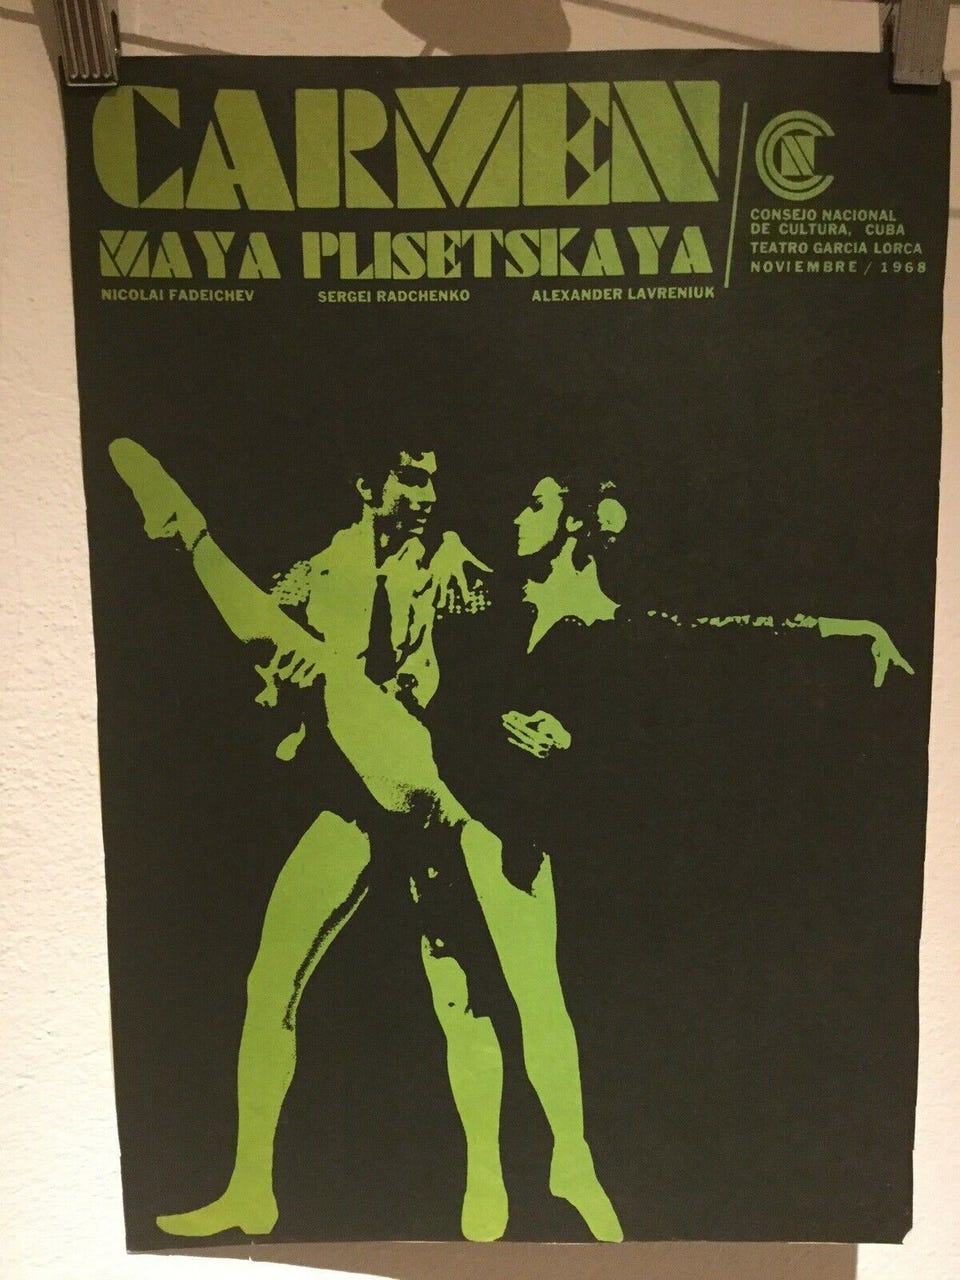 CARMEN
MAYA PLISETSKAYA
NICOLAI FADEICHEV SERGEI RADCHENKO ALEXANDER LAVRENIUK
CNC
CONSEJO NACIONAL
DE CULTURA, CUBA
TEATRO GARCIA LORCA
NOVIEMBRE / 1968